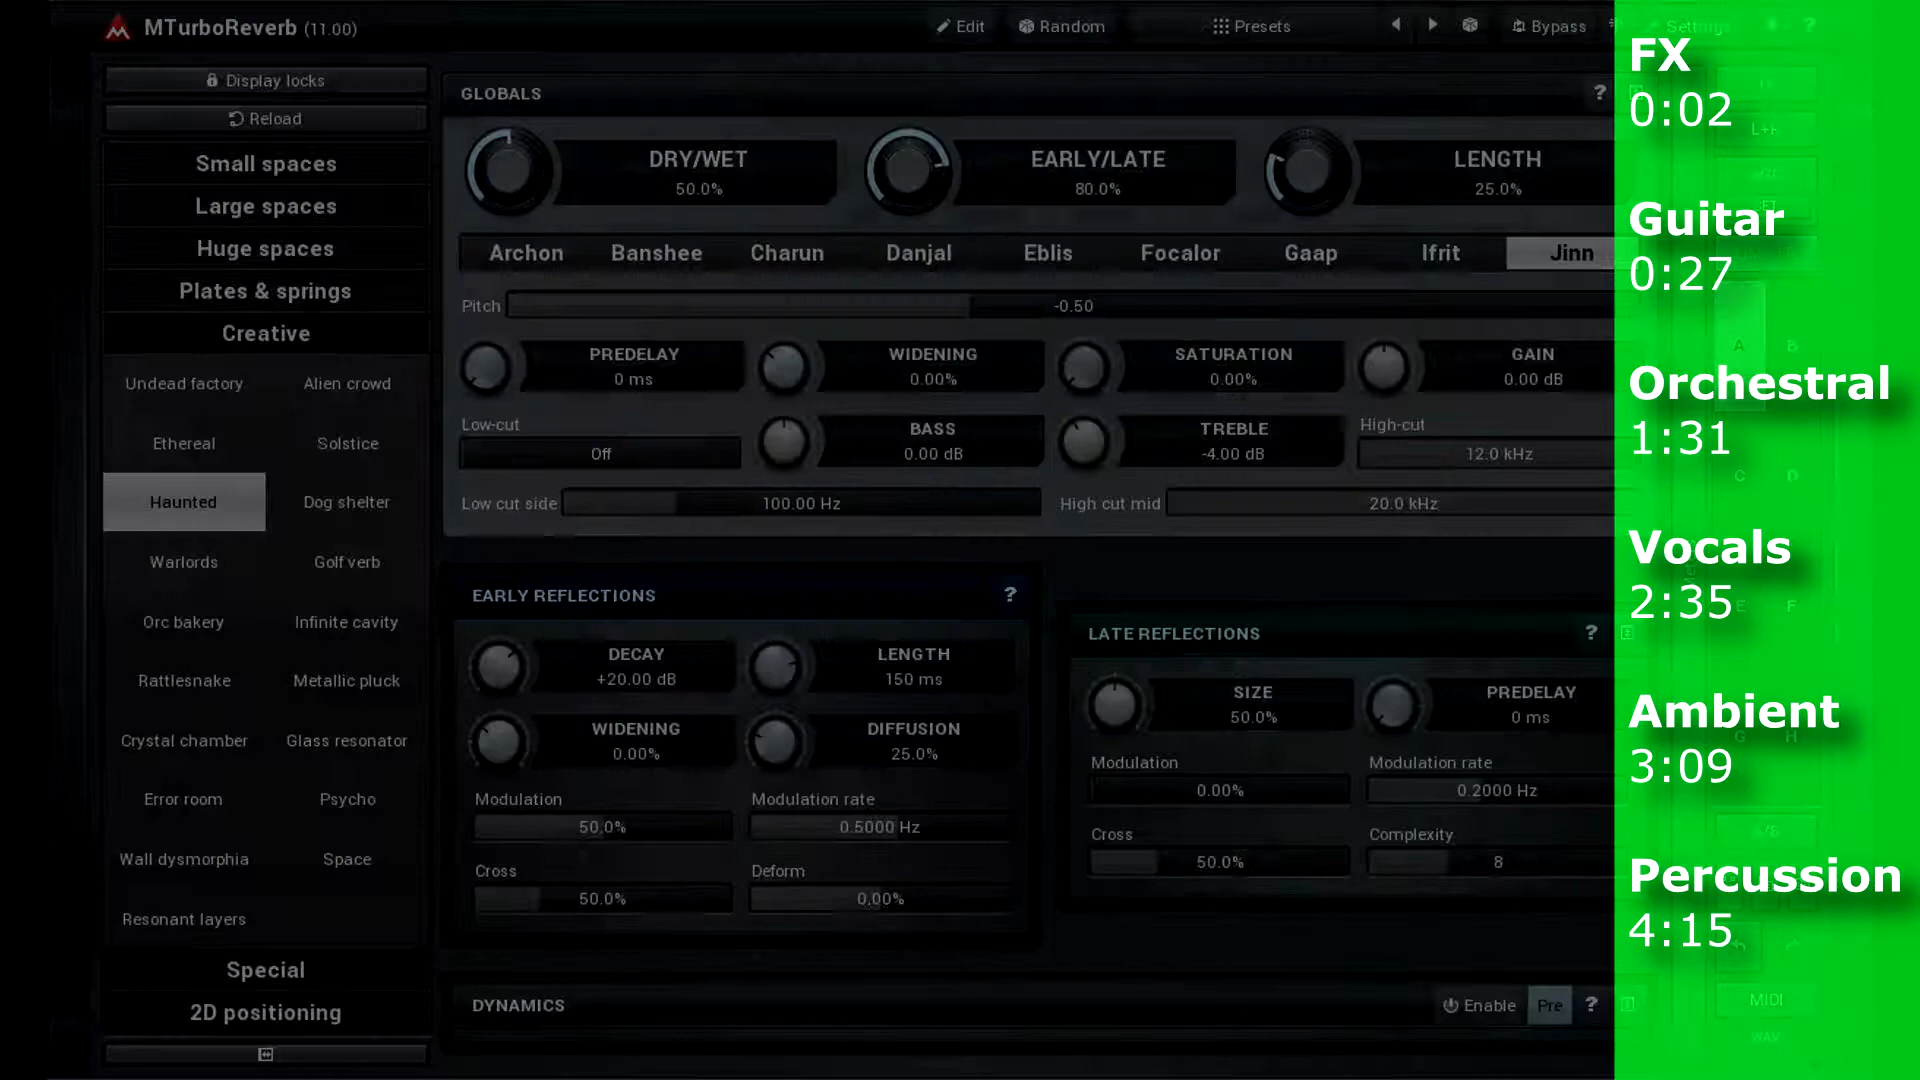 MTurboReverb (11.00)
Edit
Random
Presets
Bypass
Settings
?
Display locks
Reload
Small spaces
Large spaces
Huge spaces
Plates & springs
Creative
Undead factory
Alien crowd
Ethereal
Solstice
Haunted
Dog shelter
Warlords
Golf verb
Orc bakery
Infinite cavity
Rattlesnake
Metallic pluck
Crystal chamber
Glass resonator
Error room
Psycho
Wall dysmorphia
Space
Resonant layers
Special
2D positioning
GLOBALS
?
DRY/WET
50.0%
EARLY/LATE
80.0%
LENGTH
25.0%
Archon
Banshee
Charun
Danjal
Eblis
Focalor
Gaap
Ifrit
Jinn
Pitch
-0.50
PREDELAY
0 ms
WIDENING
0.00%
SATURATION
0.00%
GAIN
0.00 dB
Low-cut
Off
BASS
0.00 dB
TREBLE
-4.00 dB
High-cut
12.0 kHz
Low cut side
100.00 Hz
High cut mid
20.0 kHz
EARLY REFLECTIONS
?
DECAY
+20.00 dB
LENGTH
150 ms
WIDENING
0.00%
DIFFUSION
25.0%
Modulation
50.0%
Modulation rate
0.5000 Hz
Cross
50.0%
Deform
0.00%
LATE REFLECTIONS
?
SIZE
50.0%
PREDELAY
0 ms
Modulation
0.00%
Modulation rate
0.2000 Hz
Cross
50.0%
Complexity
8
DYNAMICS
Enable
Pre
?
FX
0:02
Guitar
0:27
Orchestral
1:31
Vocals
2:35
Ambient
3:09
Percussion
4:15
A
B
C
D
E
F
G
H
A/B
MIDI
WAV